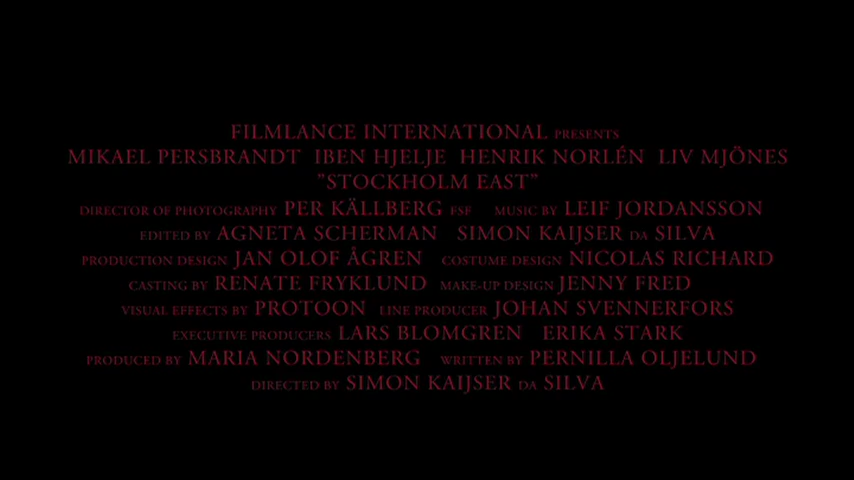 FILMLANCE INTERNATIONAL PRESENTS
MIKAEL PERSBRANDT IBEN HJELJE HENRIK NORLÉN LIV MJÖNES
"STOCKHOLM EAST"
DIRECTOR OF PHOTOGRAPHY PER KÄLLBERG FSF MUSIC BY LEIF JORDANSSON
EDITED BY AGNETA SCHERMAN SIMON KAIJSER DA SILVA
PRODUCTION DESIGN JAN OLOF ÅGREN COSTUME DESIGN NICOLAS RICHARD
CASTING BY RENATE FRYKLUND MAKE-UP DESIGN JENNY FRED
VISUAL EFFECTS BY PROTOON LINE PRODUCER JOHAN SVENNERFORS
EXECUTIVE PRODUCERS LARS BLOMGREN ERIKA STARK
PRODUCED BY MARIA NORDENBERG WRITTEN BY PERNILLA OLJELUND
DIRECTED BY SIMON KAIJSER DA SILVA